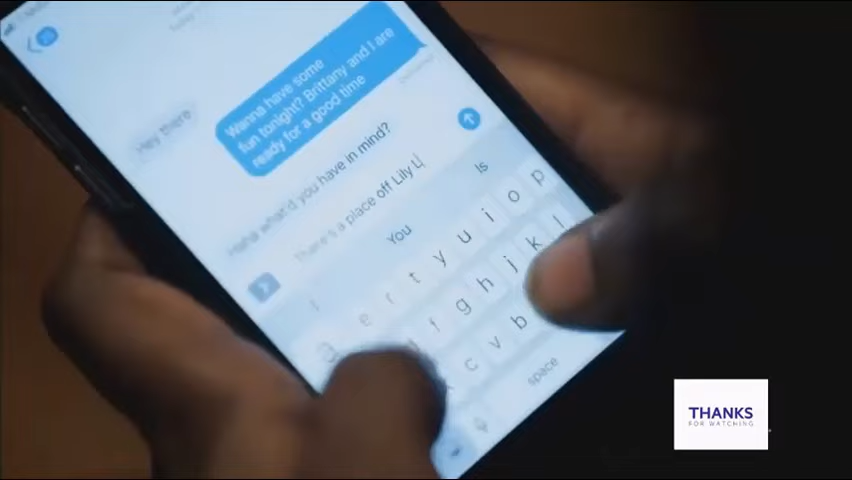 Hey there
Wanna have some
fun tonight? Brittany and I are
ready for a good time
Delivered
Haha what'd you have in mind?
There's a place off Lily L
I
You
Is
e r t y u i o p
f g h j k l
c v b
space
THANKS
FOR WATCHING